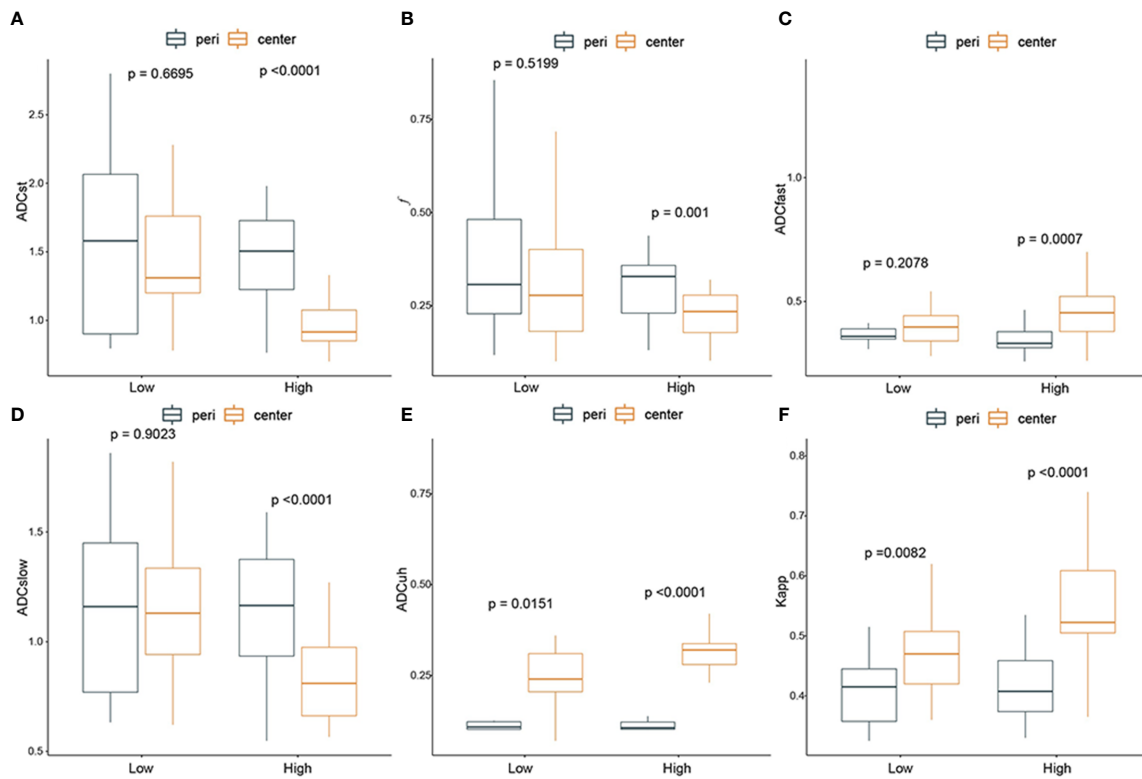 A
peri center
p = 0.6695 p <0.0001
ADCst
2.5
2.0
1.5
1.0
Low High
B
peri center
p = 0.5199
p = 0.001
f
0.75
0.50
0.25
Low High
C
peri center
p = 0.2078
p = 0.0007
ADCfast
1.0
0.5
Low High
D
peri center
p = 0.9023
p <0.0001
ADCslow
1.5
1.0
0.5
Low High
E
peri center
p = 0.0151
p <0.0001
ADCuh
0.75
0.50
0.25
Low High
F
peri center
p =0.0082
p <0.0001
Kapp
0.8
0.7
0.6
0.5
0.4
Low High